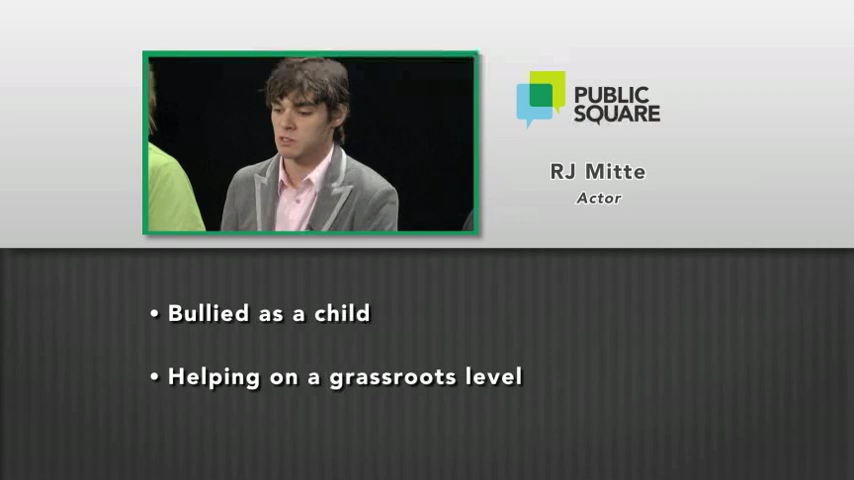 PUBLIC
SQUARE
RJ Mitte
Actor
• Bullied as a child
• Helping on a grassroots level